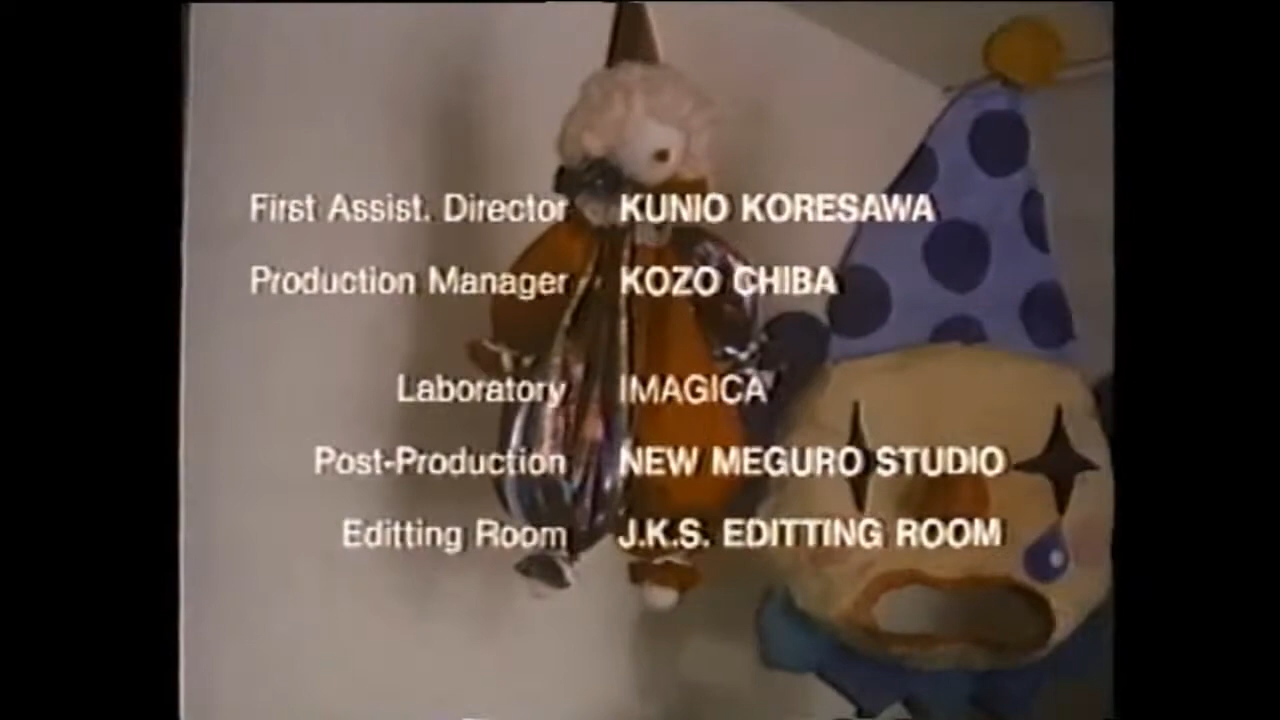 First Assist. Director KUNIO KORESAWA
Production Manager KOZO CHIBA
Laboratory IMAGICA
Post-Production NEW MEGURO STUDIO
Editting Room J.K.S. EDITTING ROOM